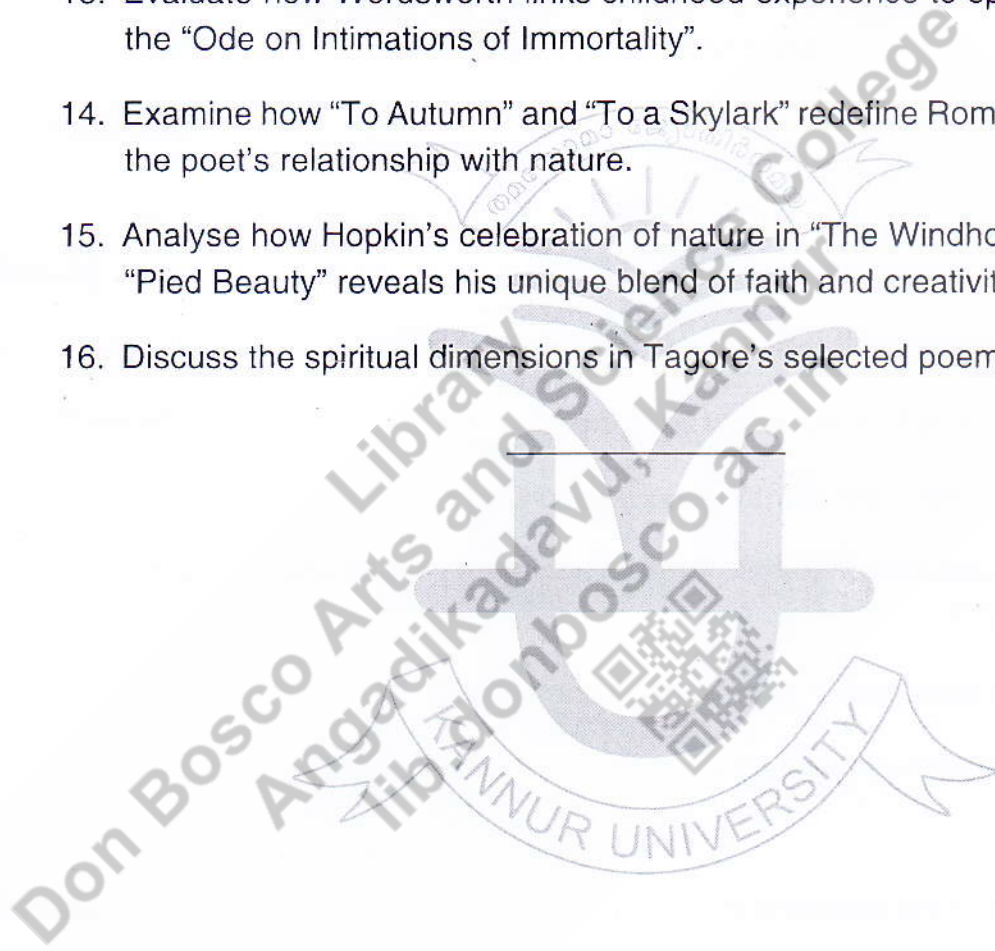 the “Ode on Intimations of Immortality”.
14. Examine how “To Autumn” and “To a Skylark” redefine Rom
the poet's relationship with nature.
15. Analyse how Hopkin's celebration of nature in “The Windho
“Pied Beauty” reveals his unique blend of faith and creativit
16. Discuss the spiritual dimensions in Tagore's selected poem
Library
Don Bosco Arts and Science College
Angadikadavu, Kannur
lib.donbosco.ac.in
KANNUR UNIVERSITY